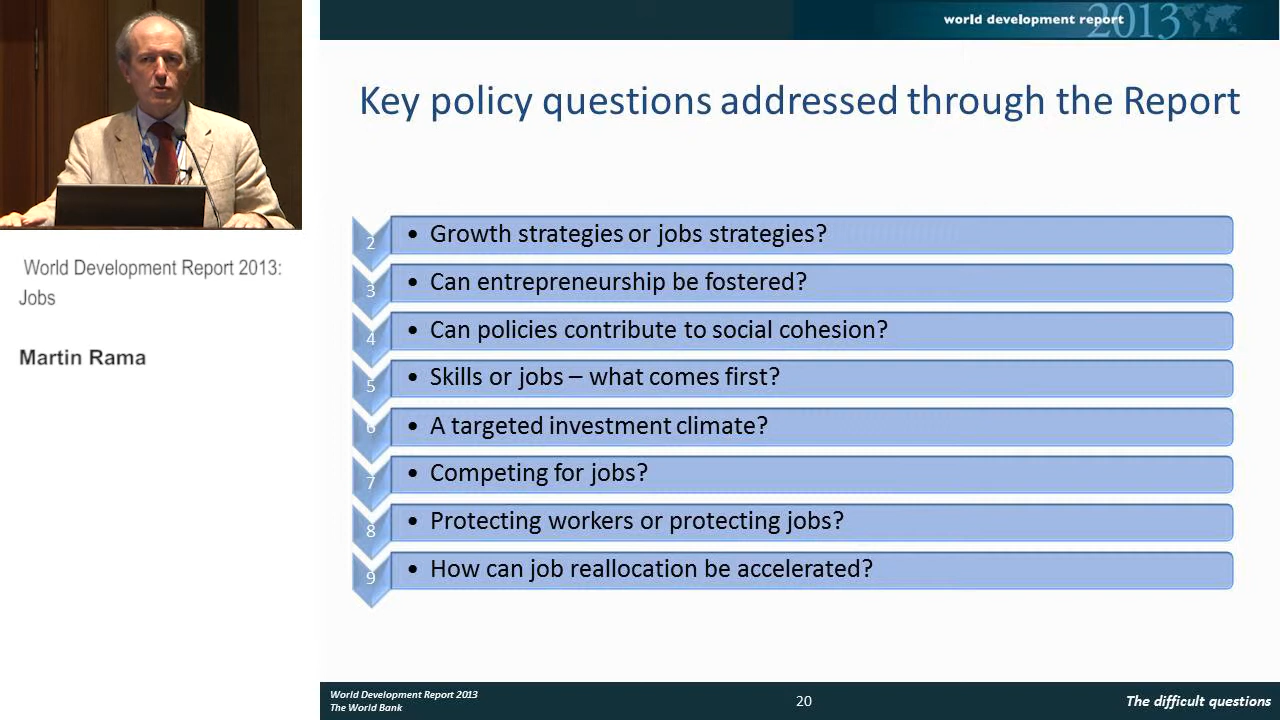 world development report 2013
Key policy questions addressed through the Report
World Development Report 2013:
Jobs
Martin Rama
2 • Growth strategies or jobs strategies?
3 • Can entrepreneurship be fostered?
4 • Can policies contribute to social cohesion?
5 • Skills or jobs – what comes first?
6 • A targeted investment climate?
7 • Competing for jobs?
8 • Protecting workers or protecting jobs?
9 • How can job reallocation be accelerated?
World Development Report 2013
The World Bank
20
The difficult questions